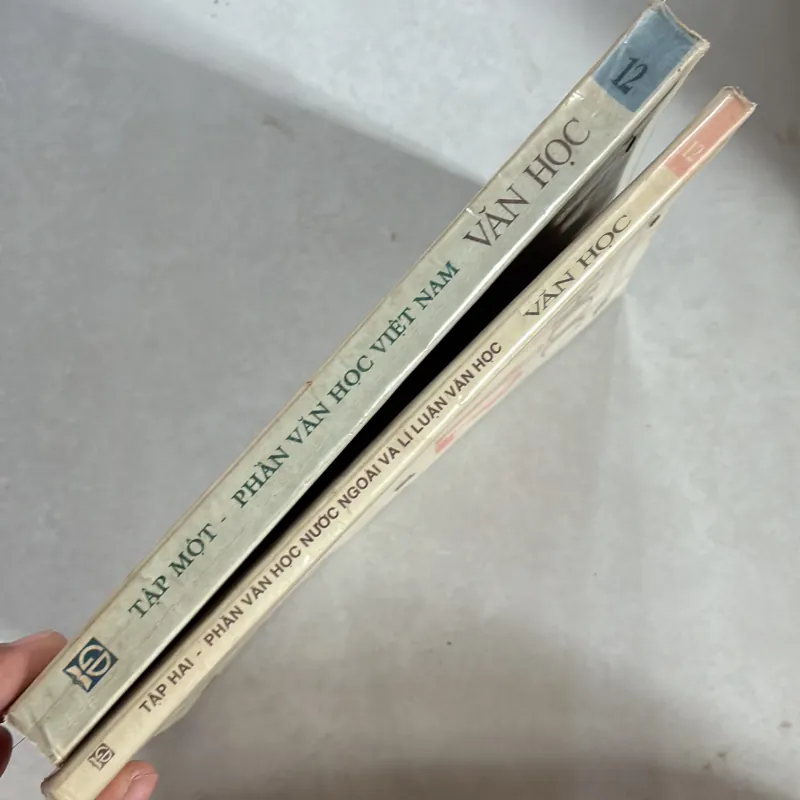 TẬP MỘT - PHẦN VĂN HỌC VIỆT NAM VĂN HỌC 12
TẬP HAI - PHẦN VĂN HỌC NƯỚC NGOÀI VÀ LÍ LUẬN VĂN HỌC VĂN HỌC 12